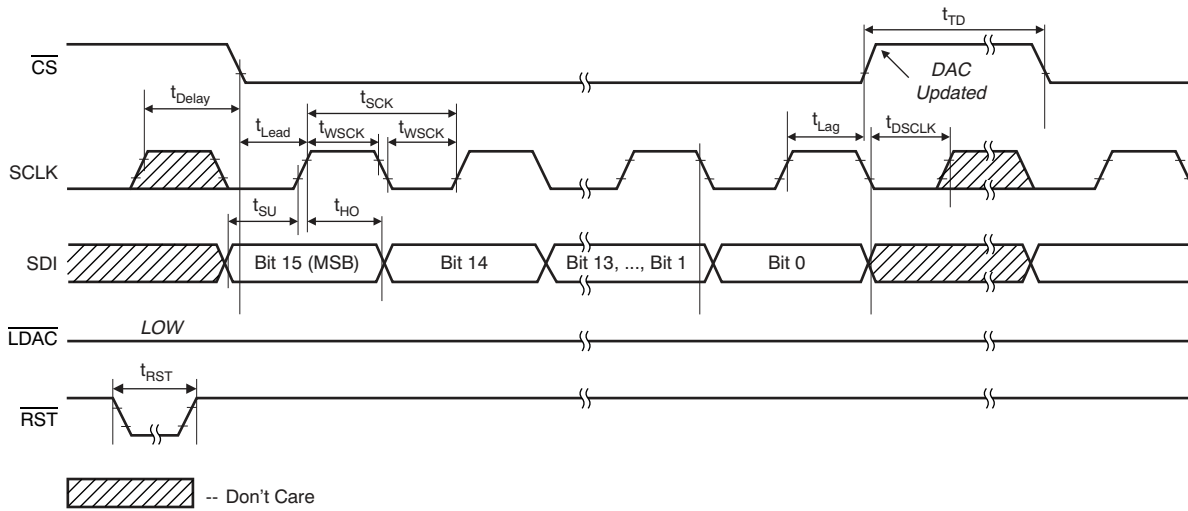 t_TD
CS
DAC
Updated
t_Delay
t_SCK
t_Lead
t_WSCK
t_WSCK
t_Lag
t_DSCLK
SCLK
t_SU
t_HO
SDI
Bit 15 (MSB)
Bit 14
Bit 13, ..., Bit 1
Bit 0
LOW
LDAC
t_RST
RST
-- Don't Care